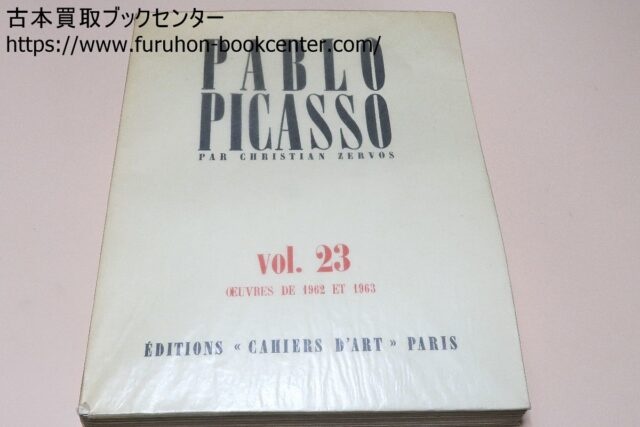 古本買取ブックセンター
https://www.furuhon-bookcenter.com/
PABLO
PICASSO
PAR CHRISTIAN ZERVOS
vol. 23
ŒUVRES DE 1962 ET 1963
ÉDITIONS « CAHIERS D'ART » PARIS